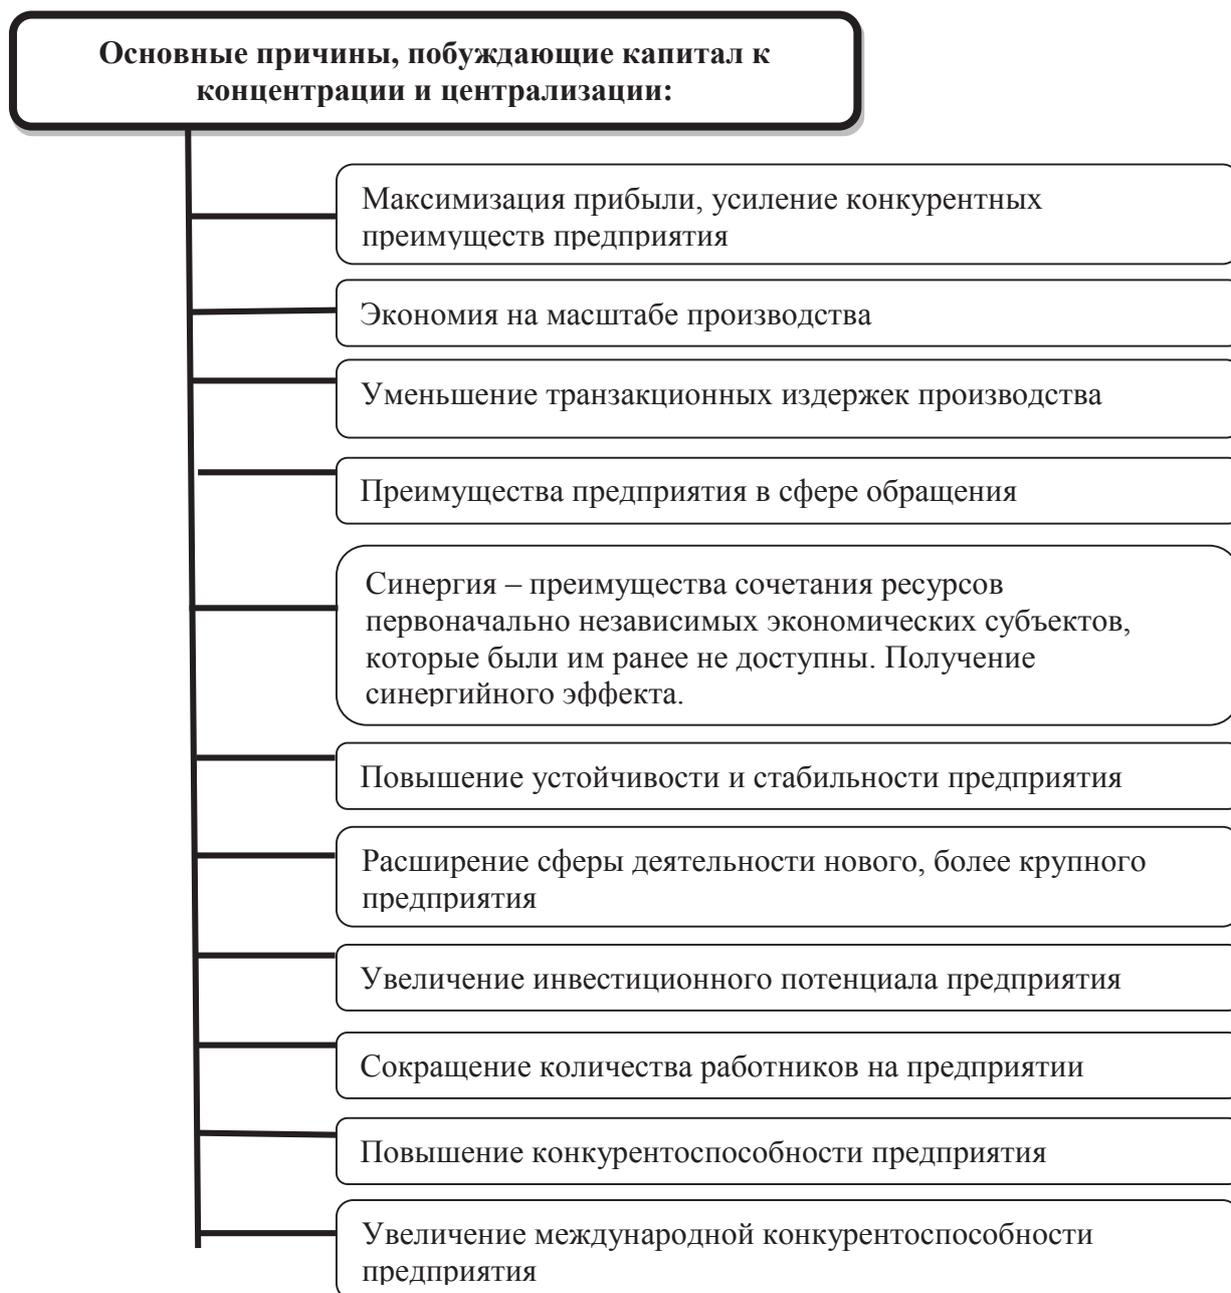 Основные причины, побуждающие капитал к
концентрации и централизации:
Максимизация прибыли, усиление конкурентных
преимуществ предприятия
Экономия на масштабе производства
Уменьшение транзакционных издержек производства
Преимущества предприятия в сфере обращения
Синергия – преимущества сочетания ресурсов
первоначально независимых экономических субъектов,
которые были им ранее не доступны. Получение
синергийного эффекта.
Повышение устойчивости и стабильности предприятия
Расширение сферы деятельности нового, более крупного
предприятия
Увеличение инвестиционного потенциала предприятия
Сокращение количества работников на предприятии
Повышение конкурентоспособности предприятия
Увеличение международной конкурентоспособности
предприятия